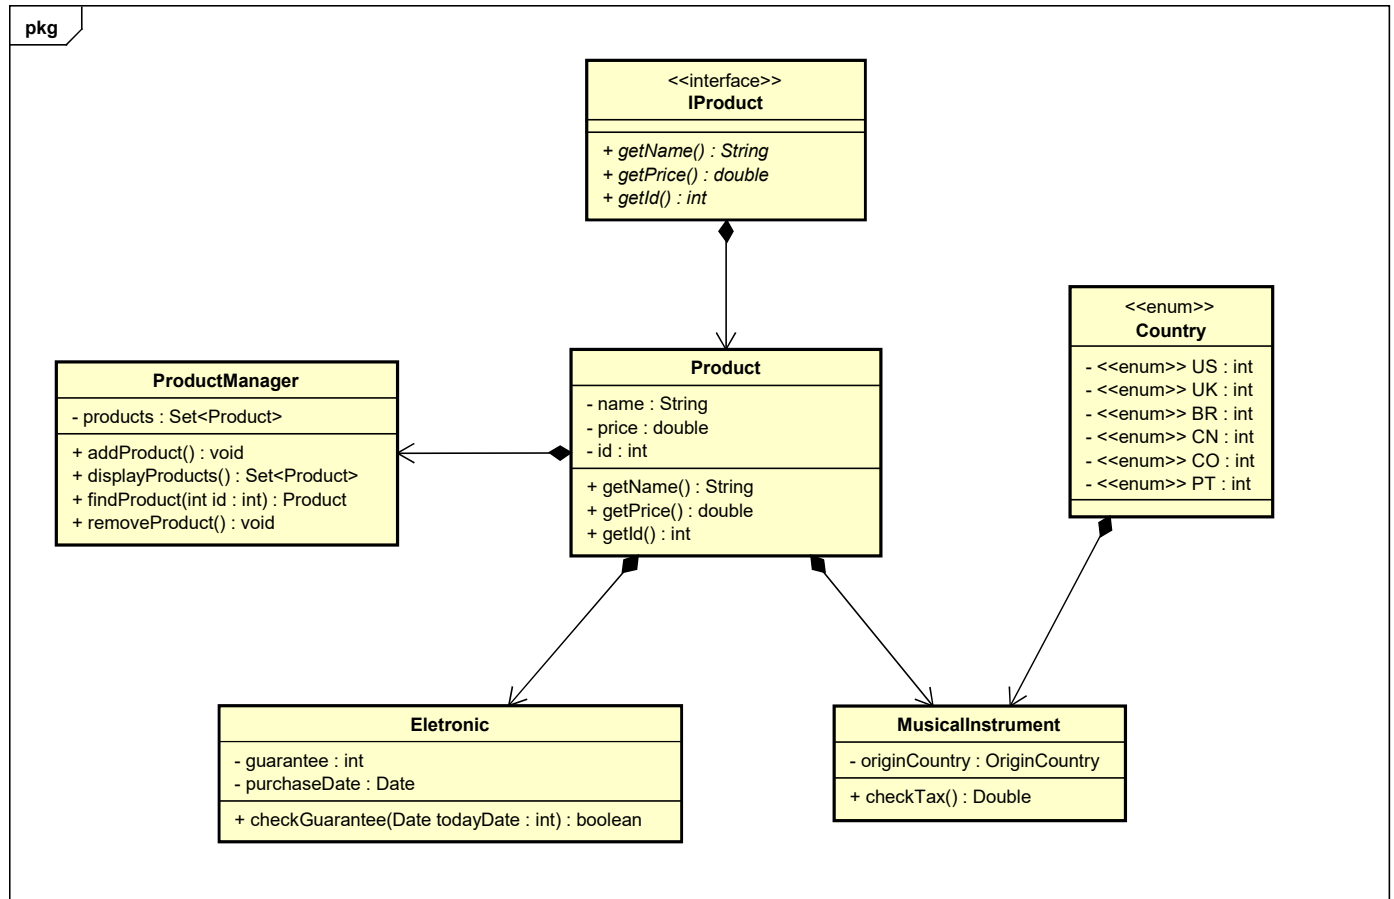 pkg
<<interface>>
IProduct
+ getName() : String
+ getPrice() : double
+ getId() : int
<<enum>>
Country
- <<enum>> US : int
- <<enum>> UK : int
- <<enum>> BR : int
- <<enum>> CN : int
- <<enum>> CO : int
- <<enum>> PT : int
ProductManager
- products : Set<Product>
+ addProduct() : void
+ displayProducts() : Set<Product>
+ findProduct(int id : int) : Product
+ removeProduct() : void
Product
- name : String
- price : double
- id : int
+ getName() : String
+ getPrice() : double
+ getId() : int
Eletronic
- guarantee : int
- purchaseDate : Date
+ checkGuarantee(Date todayDate : int) : boolean
MusicalInstrument
- originCountry : OriginCountry
+ checkTax() : Double